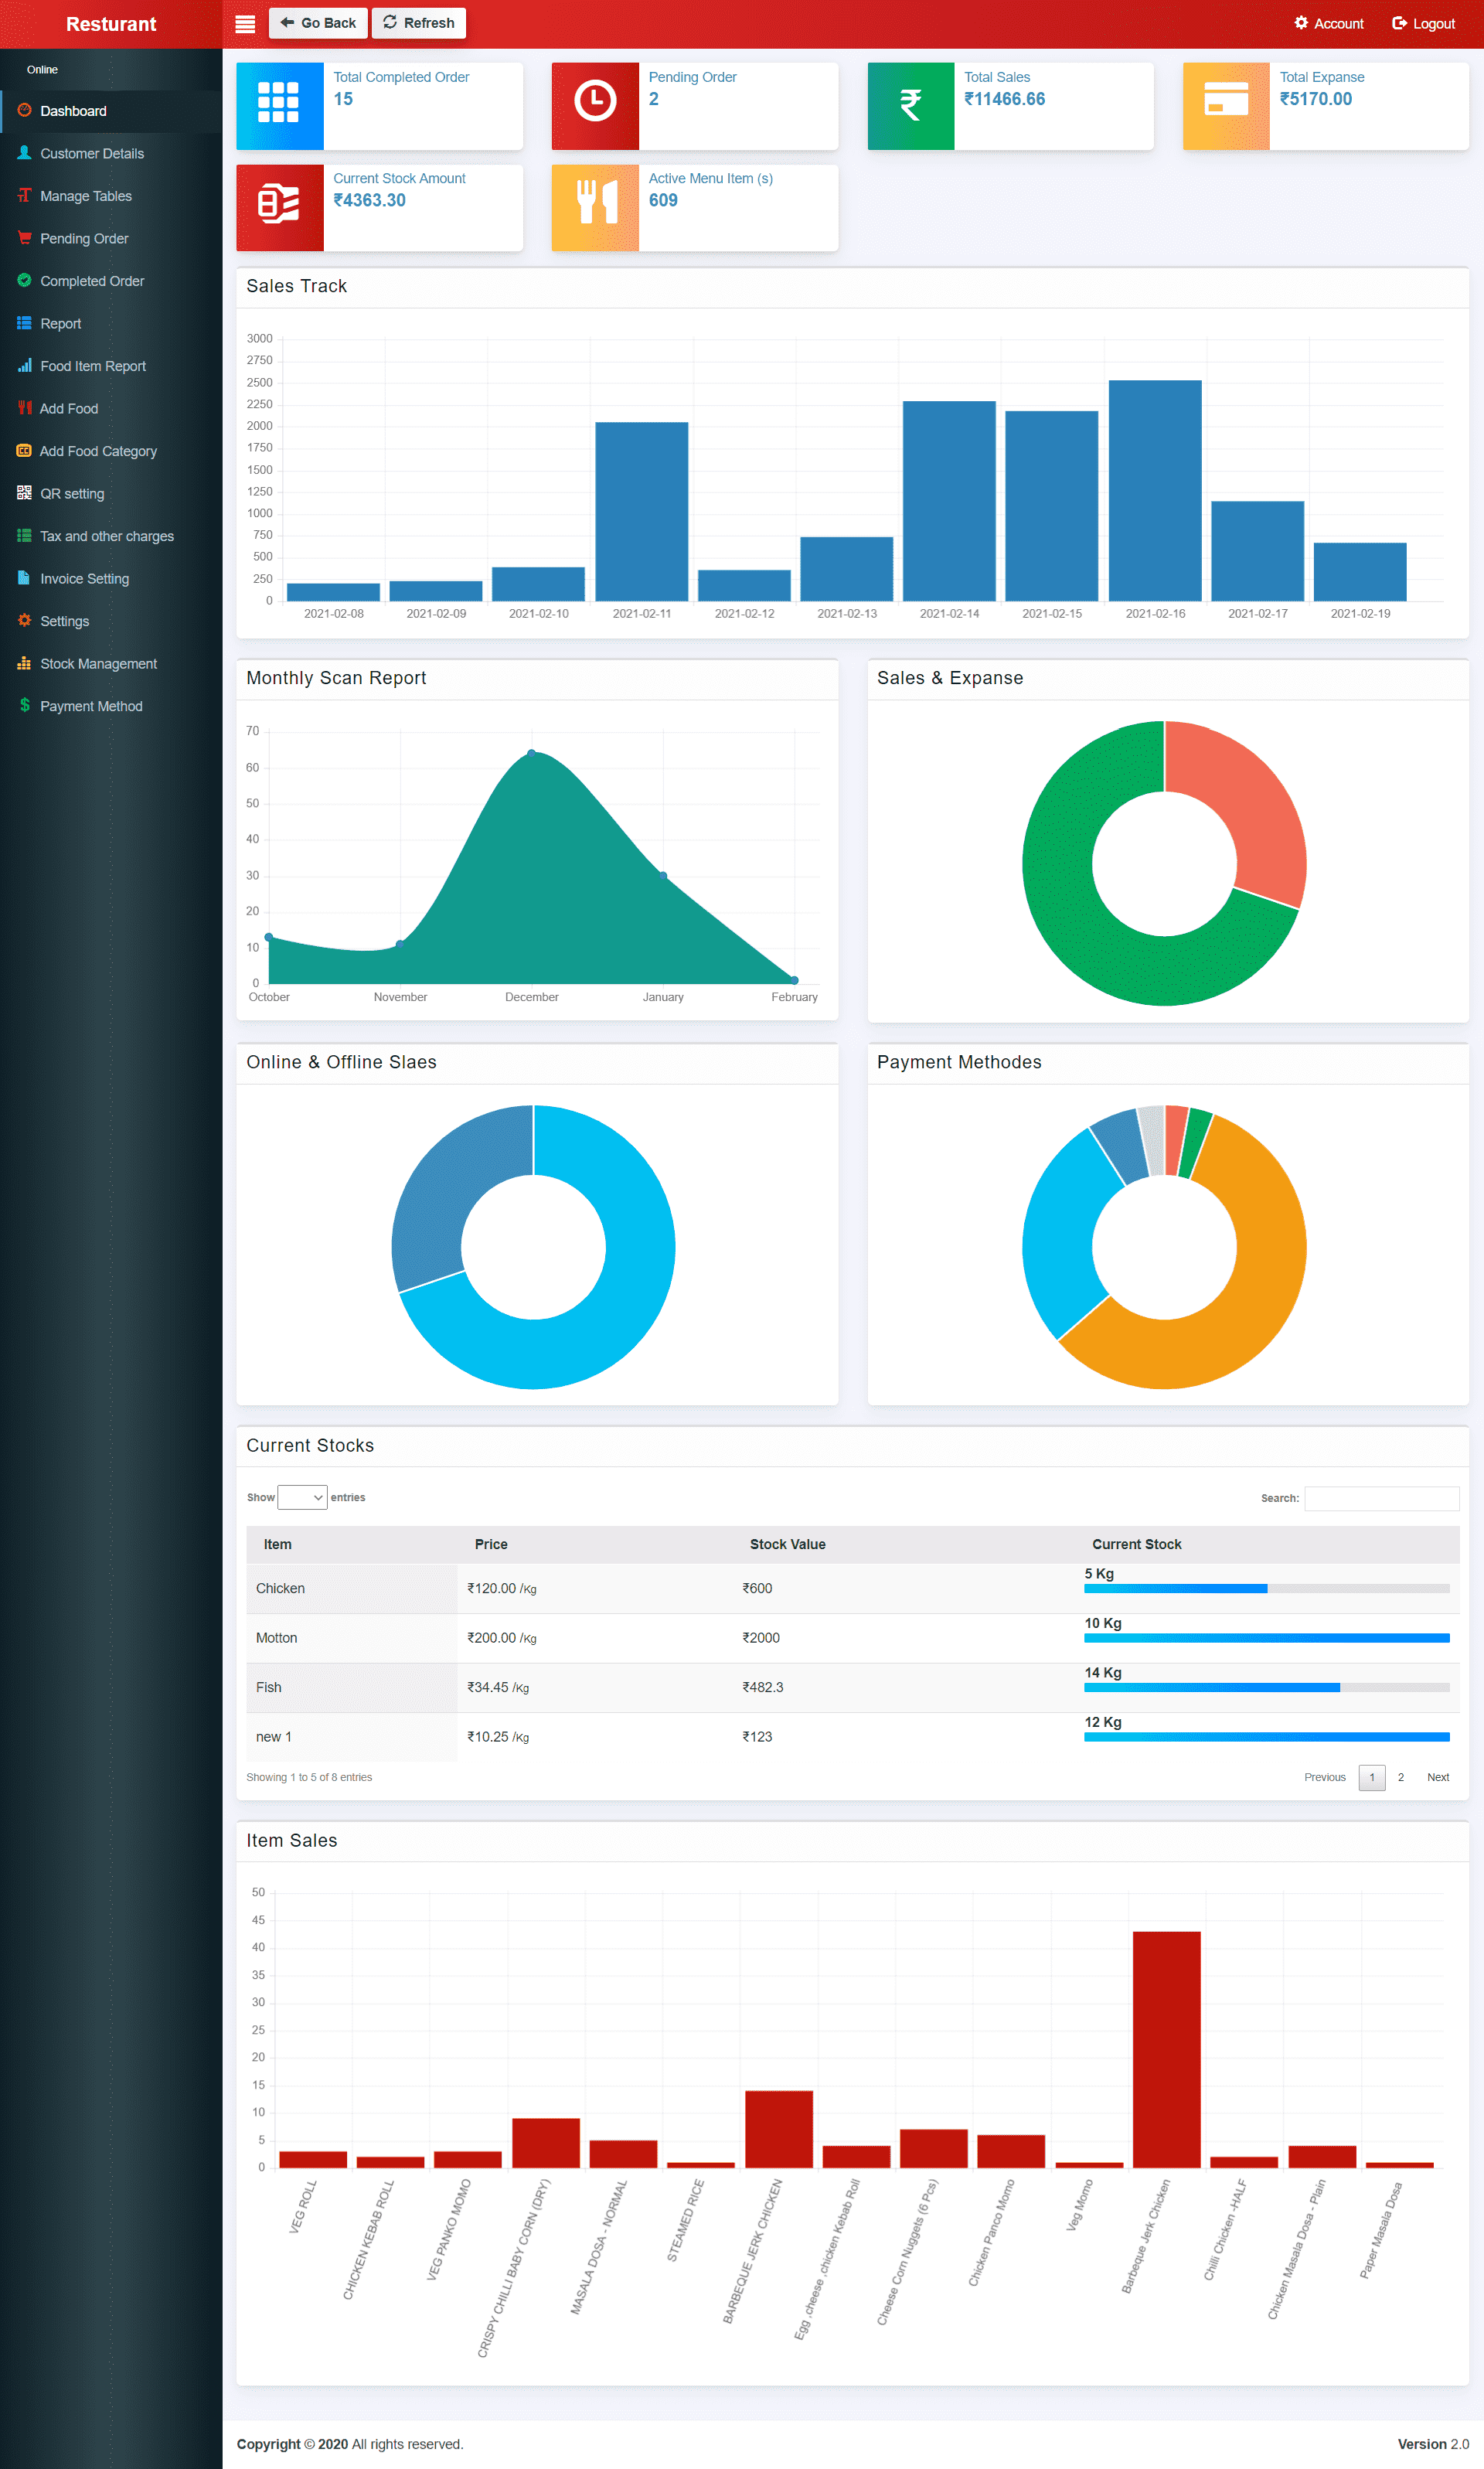 Resturant
Go Back
Refresh
Account
Logout
Online
Dashboard
Customer Details
Manage Tables
Pending Order
Completed Order
Report
Food Item Report
Add Food
Add Food Category
QR setting
Tax and other charges
Invoice Setting
Settings
Stock Management
Payment Method
Total Completed Order
15
Pending Order
2
Total Sales
₹11466.66
Total Expanse
₹5170.00
Current Stock Amount
₹4363.30
Active Menu Item (s)
609
Sales Track
3000
2750
2500
2250
2000
1750
1500
1250
1000
750
500
250
0
2021-02-08 2021-02-09 2021-02-10 2021-02-11 2021-02-12 2021-02-13 2021-02-14 2021-02-15 2021-02-16 2021-02-17 2021-02-19
Monthly Scan Report
70
60
50
40
30
20
10
0
October November December January February
Sales & Expanse
Online & Offline Slaes
Payment Methodes
Current Stocks
Show entries
Search:
Item Price Stock Value Current Stock
Chicken ₹120.00 /Kg ₹600 5 Kg
Motton ₹200.00 /Kg ₹2000 10 Kg
Fish ₹34.45 /Kg ₹482.3 14 Kg
new 1 ₹10.25 /Kg ₹123 12 Kg
Showing 1 to 5 of 8 entries
Previous 1 2 Next
Item Sales
50
45
40
35
30
25
20
15
10
5
0
VEG ROLL
CHICKEN KEBAB ROLL
VEG PANKO MOMO
CRISPY CHILLI BABY CORN (DRY)
MASALA DOSA - NORMAL
STEAMED RICE
BARBEQUE JERK CHICKEN
Egg ,cheese ,chicken Kebab Roll
Cheese Corn Nuggets (6 Pcs)
Chicken Panco Momo
Veg Momo
Barbeque Jerk Chicken
Chilli Chicken -HALF
Chicken Masala Dosa - Plain
Paper Masala Dosa
Copyright © 2020 All rights reserved.
Version 2.0